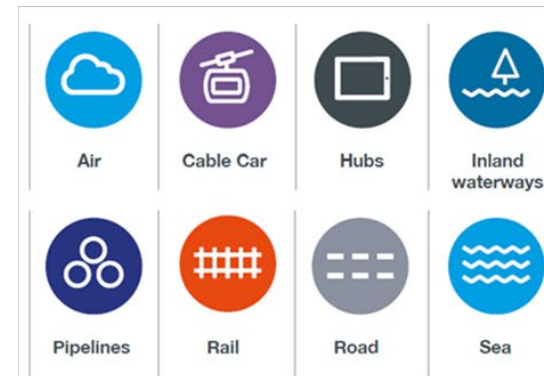 Air
Cable Car
Hubs
Inland
waterways
Pipelines
Rail
Road
Sea